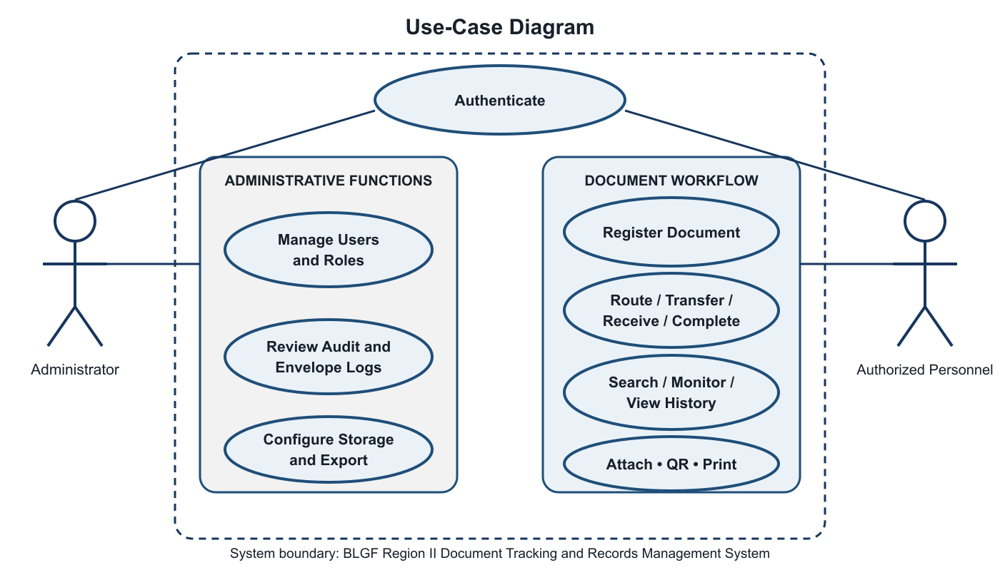 Use-Case Diagram
Authenticate
ADMINISTRATIVE FUNCTIONS
Manage Users
and Roles
Review Audit and
Envelope Logs
Configure Storage
and Export
DOCUMENT WORKFLOW
Register Document
Route / Transfer /
Receive / Complete
Search / Monitor /
View History
Attach • QR • Print
Administrator
Authorized Personnel
System boundary: BLGF Region II Document Tracking and Records Management System